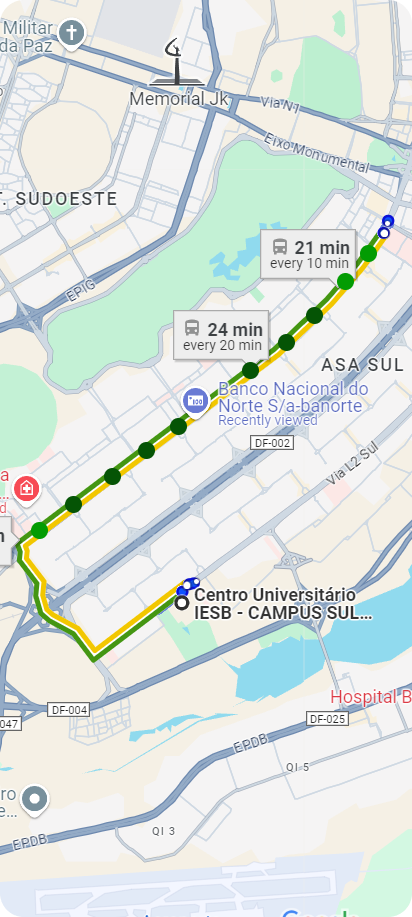 Militar
da Paz
Memorial JK
Via N1
Eixo Monumental
T. SUDOESTE
EPIG
21 min
every 10 min
24 min
every 20 min
ASA SUL
Banco Nacional do
Norte S/a-banorte
Recently viewed
DF-002
Via L2 Sul
Centro Universitário
IESB - CAMPUS SUL...
Hospital B
DF-004
DF-025
047
EPDB
QI 5
ro
e...
QI 3
EPDB